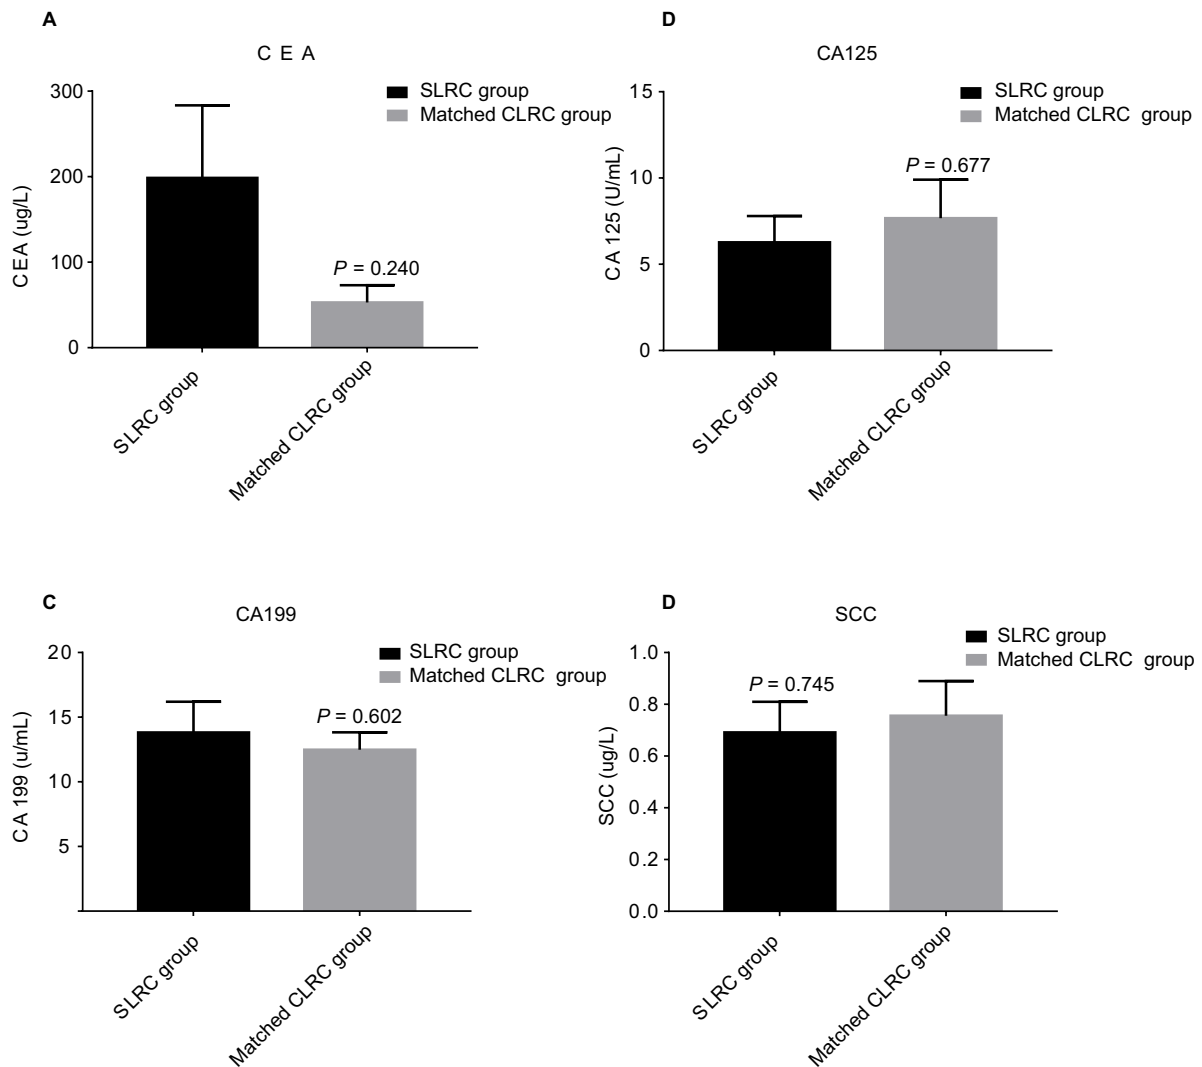 A
C E A
SLRC group
Matched CLRC group
300
200
100
0
CEA (ug/L)
P = 0.240
SLRC group
Matched CLRC group
D
CA125
SLRC group
Matched CLRC group
15
10
5
0
CA 125 (U/mL)
P = 0.677
SLRC group
Matched CLRC group
C
CA199
SLRC group
Matched CLRC group
20
15
10
5
CA 199 (u/mL)
P = 0.602
SLRC group
Matched CLRC group
D
SCC
SLRC group
Matched CLRC group
1.0
0.8
0.6
0.4
0.2
0.0
SCC (ug/L)
P = 0.745
SLRC group
Matched CLRC group